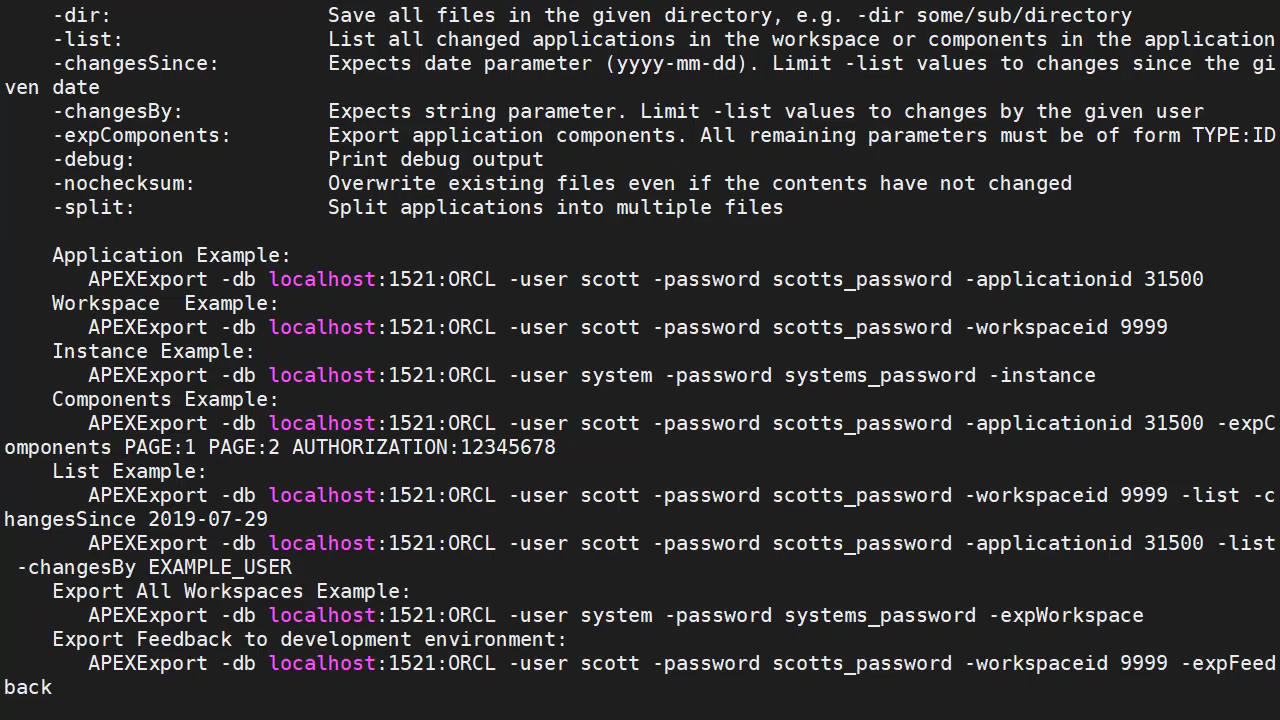 -dir: Save all files in the given directory, e.g. -dir some/sub/directory
-list: List all changed applications in the workspace or components in the application
-changesSince: Expects date parameter (yyyy-mm-dd). Limit -list values to changes since the gi
ven date
-changesBy: Expects string parameter. Limit -list values to changes by the given user
-expComponents: Export application components. All remaining parameters must be of form TYPE:ID
-debug: Print debug output
-nochecksum: Overwrite existing files even if the contents have not changed
-split: Split applications into multiple files
Application Example:
APEXExport -db localhost:1521:ORCL -user scott -password scotts_password -applicationid 31500
Workspace  Example:
APEXExport -db localhost:1521:ORCL -user scott -password scotts_password -workspaceid 9999
Instance Example:
APEXExport -db localhost:1521:ORCL -user system -password systems_password -instance
Components Example:
APEXExport -db localhost:1521:ORCL -user scott -password scotts_password -applicationid 31500 -expC
omponents PAGE:1 PAGE:2 AUTHORIZATION:12345678
List Example:
APEXExport -db localhost:1521:ORCL -user scott -password scotts_password -workspaceid 9999 -list -c
hangesSince 2019-07-29
APEXExport -db localhost:1521:ORCL -user scott -password scotts_password -applicationid 31500 -list
-changesBy EXAMPLE_USER
Export All Workspaces Example:
APEXExport -db localhost:1521:ORCL -user system -password systems_password -expWorkspace
Export Feedback to development environment:
APEXExport -db localhost:1521:ORCL -user scott -password scotts_password -workspaceid 9999 -expFeed
back